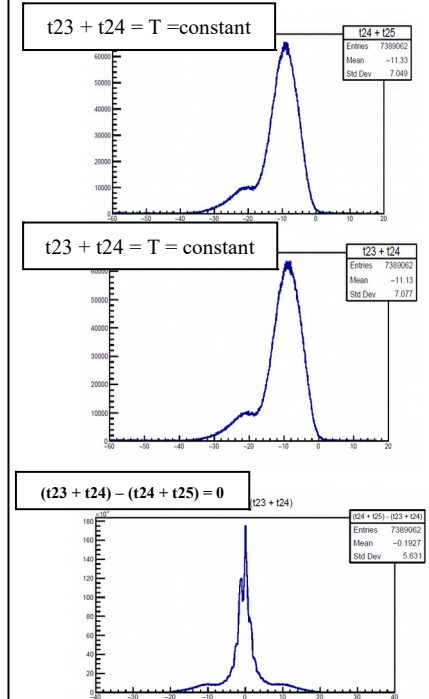 t23 + t24 = T =constant
t24 + t25
Entries 7389062
Mean −11.33
Std Dev 7.049
60000
50000
40000
30000
20000
10000
0
−60 −50 −40 −30 −20 −10 0 10 20
t23 + t24 = T = constant
t23 + t24
Entries 7389062
Mean −11.13
Std Dev 7.077
60000
50000
40000
30000
20000
10000
0
−60 −50 −40 −30 −20 −10 0 10 20
(t23 + t24) – (t24 + t25) = 0
(t23 + t24)
(t24 + t25) - (t23 + t24)
Entries 7389062
Mean −0.1927
Std Dev 5.631
180
160
140
120
100
80
60
40
20
0
−40 −30 −20 −10 0 10 20 30 40